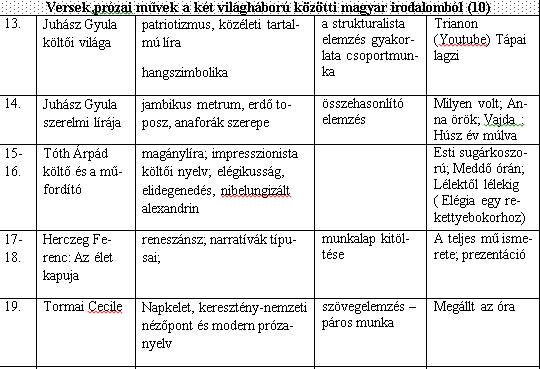 Versek,prózai művek a két világháború közötti magyar irodalomból (10)
13.
Juhász Gyula
költői világa
patriotizmus, közéleti tartal-
mú líra
hangszimbolika
a strukturalista
elemzés gyakor-
lata csoportmun-
ka
Trianon
(Youtube) Tápai
lagzi
14.
Juhász Gyula
szerelmi lírája
jambikus metrum, erdő to-
posz, anaforák szerepe
összehasonlító
elemzés
Milyen volt; An-
na örök; Vajda :
Húsz év múlva
15-
16.
Tóth Árpád
költő és a mű-
fordító
magánylíra; impresszionista
költői nyelv; elégikusság,
elidegenedés, nibelungizált
alexandrin
Esti sugárkoszo-
rú; Meddő órán;
Lélektől lélekig
( Elégia egy re-
kettyebokorhoz)
17-
18.
Herczeg Fe-
renc: Az élet
kapuja
reneszánsz; narratívák típu-
sai;
munkalap kitöl-
tése
A teljes mű isme-
rete; prezentáció
19.
Tormai Cecile
Napkelet, keresztény-nemzeti
nézőpont és modern próza-
nyelv
szövegelemzés –
páros munka
Megállt az óra